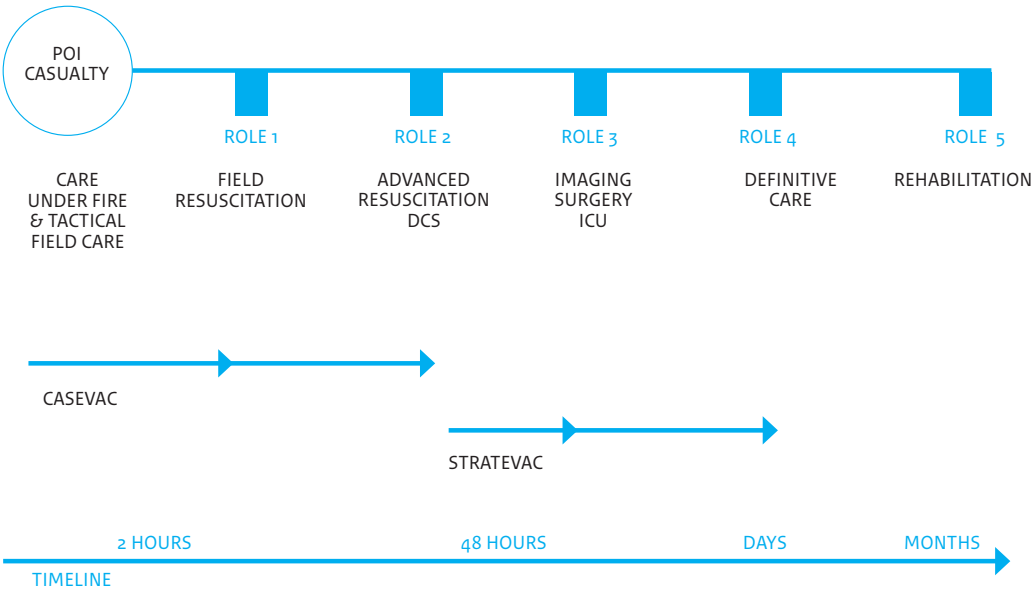 POI
CASUALTY
ROLE 1
ROLE 2
ROLE 3
ROLE 4
ROLE 5
CARE
UNDER FIRE
& TACTICAL
FIELD CARE
FIELD
RESUSCITATION
ADVANCED
RESUSCITATION
DCS
IMAGING
SURGERY
ICU
DEFINITIVE
CARE
REHABILITATION
CASEVAC
STRATEVAC
2 HOURS
48 HOURS
DAYS
MONTHS
TIMELINE